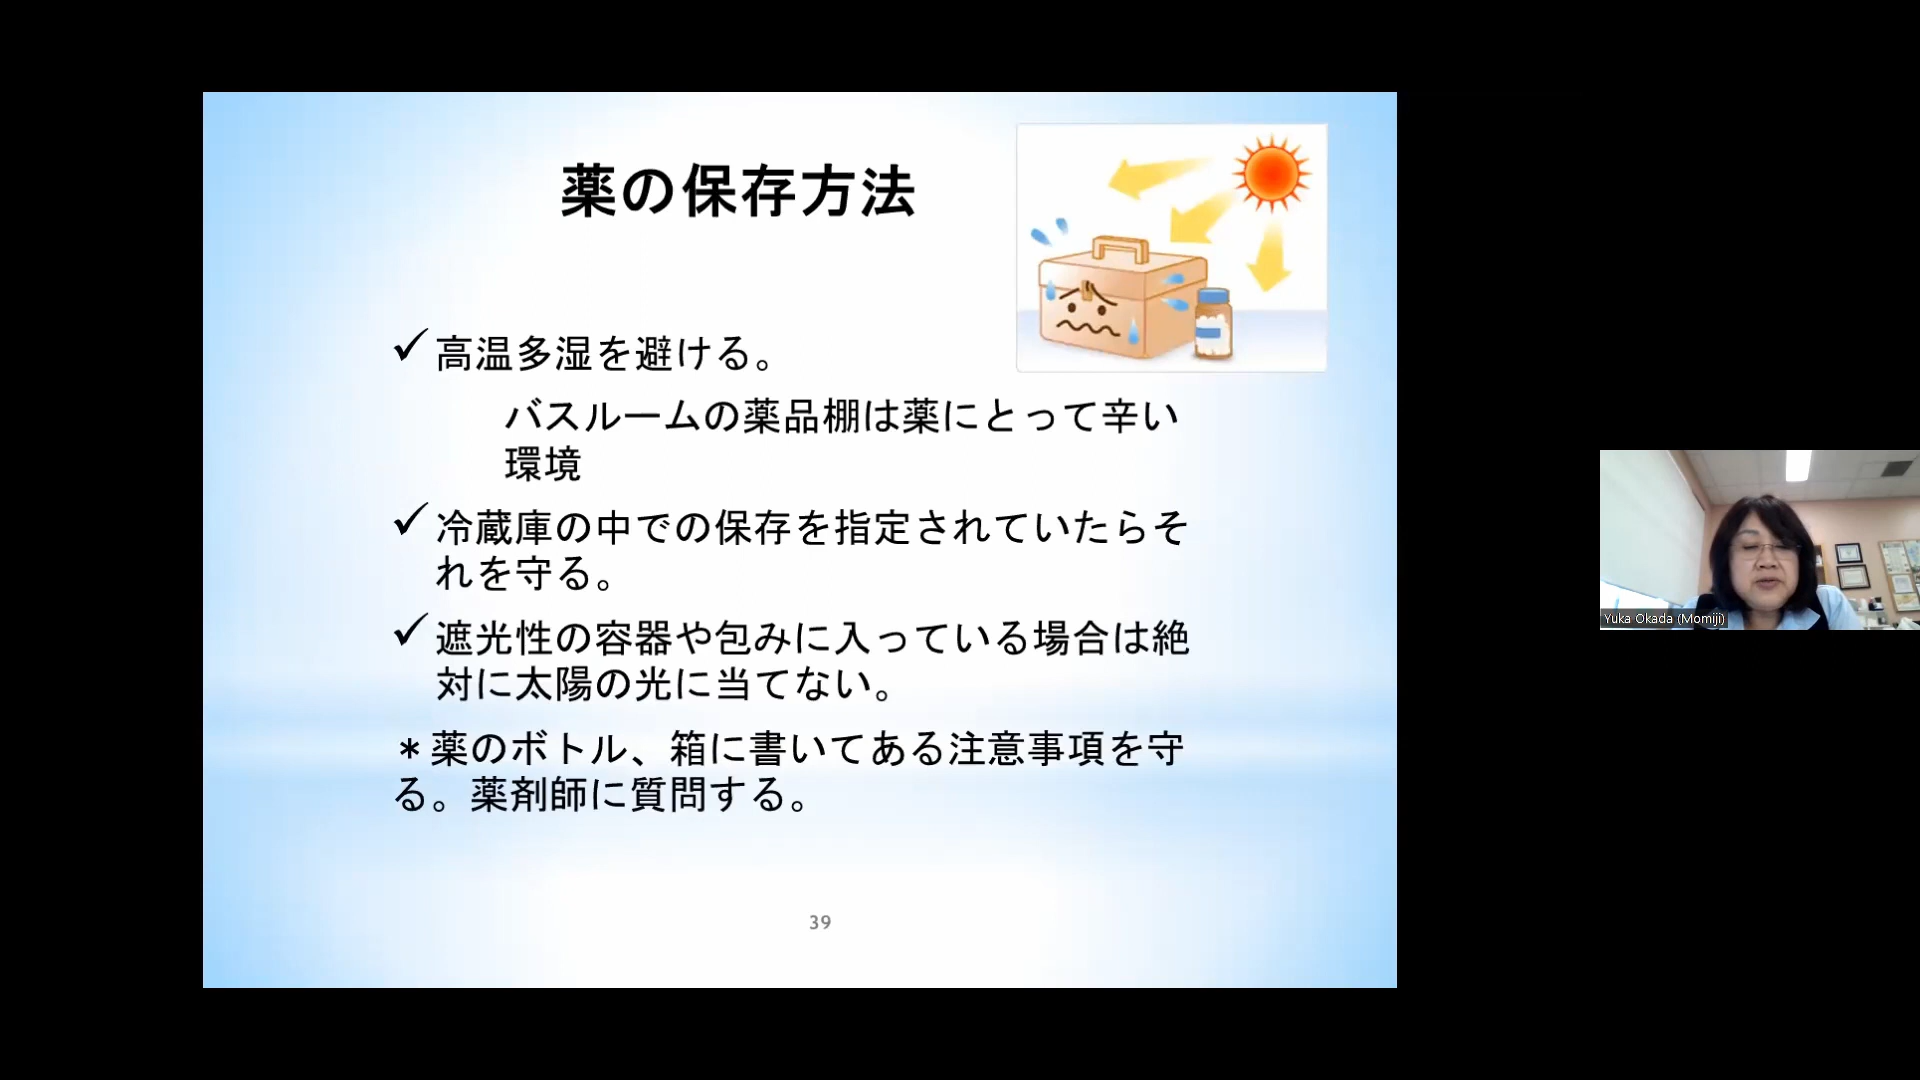 薬の保存方法
✓高温多湿を避ける。
バスルームの薬品棚は薬にとって辛い
環境
✓冷蔵庫の中での保存を指定されていたらそ
れを守る。
✓遮光性の容器や包みに入っている場合は絶
対に太陽の光に当てない。
＊薬のボトル、箱に書いてある注意事項を守
る。薬剤師に質問する。
39
Yuka Okada (Momiji)